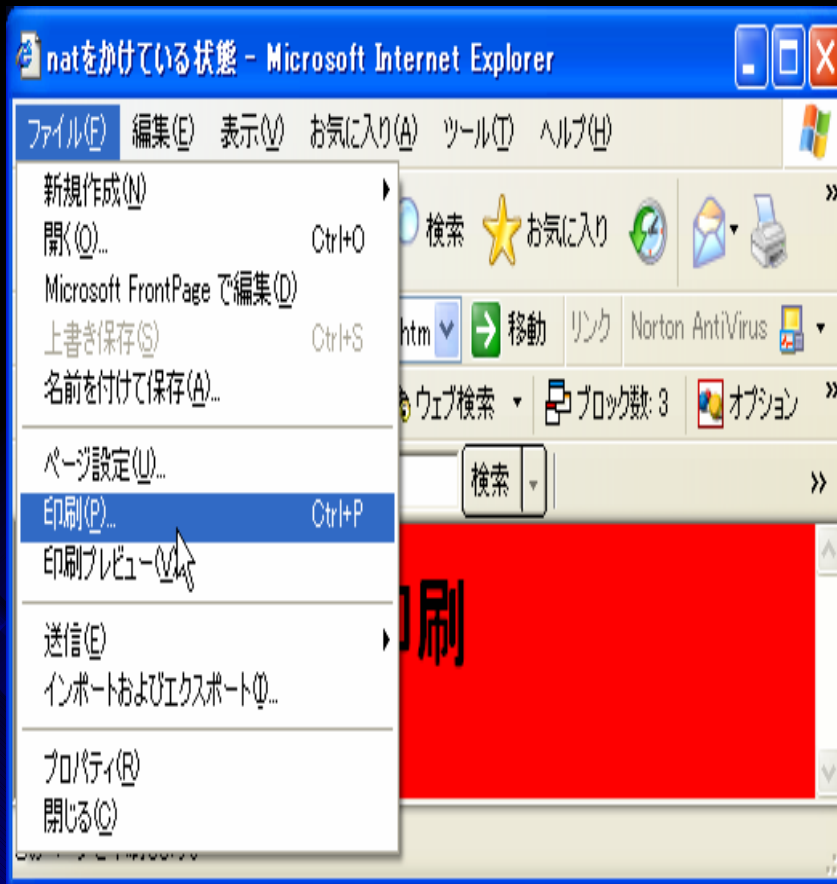 natをかけている状態 - Microsoft Internet Explorer
ファイル(F) 編集(E) 表示(V) お気に入り(A) ツール(T) ヘルプ(H)
新規作成(N)
開く(O)... Ctrl+O
Microsoft FrontPage で編集(D)
上書き保存(S) Ctrl+S
名前を付けて保存(A)...
ページ設定(U)...
印刷(P)... Ctrl+P
印刷プレビュー(V)...
送信(E)
インポートおよびエクスポート(I)...
プロパティ(R)
閉じる(C)
検索 お気に入り
htm 移動 リンク Norton AntiVirus
ウェブ検索 ブロック数: 3 オプション
検索
刷